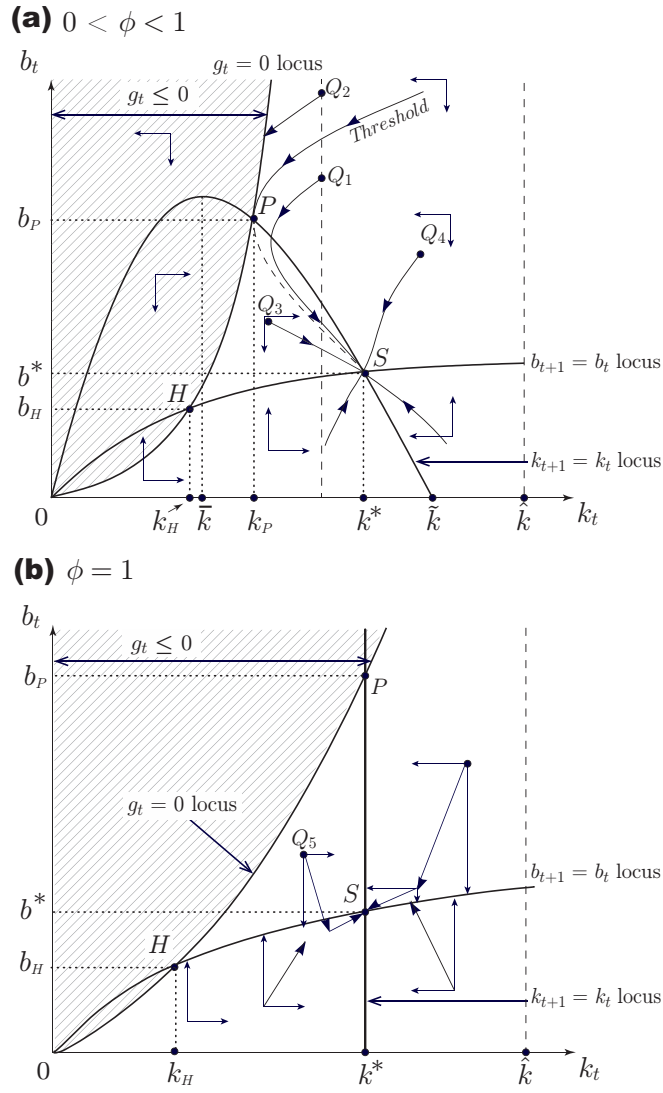 (a) 0 < ϕ < 1
b_t
g_t = 0 locus
g_t ≤ 0
Q_2
Threshold
Q_1
P
b_P
Q_4
Q_3
S
b*
b_{t+1} = b_t locus
H
b_H
k_{t+1} = k_t locus
0
k_H
k̄
k_P
k*
k̃
k̂
k_t
(b) ϕ = 1
b_t
g_t ≤ 0
b_P
P
g_t = 0 locus
Q_5
b_{t+1} = b_t locus
S
b*
H
b_H
k_{t+1} = k_t locus
0
k_H
k*
k̂
k_t